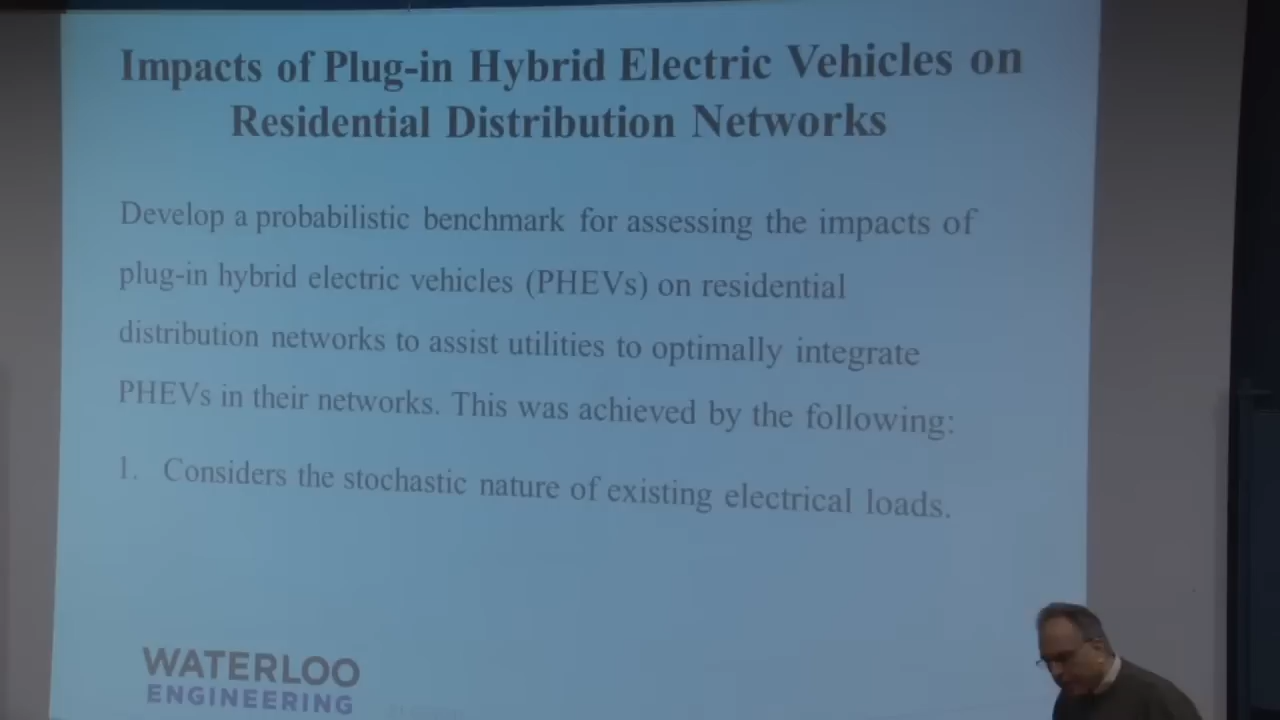 Impacts of Plug-in Hybrid Electric Vehicles on
Residential Distribution Networks
Develop a probabilistic benchmark for assessing the impacts of
plug-in hybrid electric vehicles (PHEVs) on residential
distribution networks to assist utilities to optimally integrate
PHEVs in their networks. This was achieved by the following:
1. Considers the stochastic nature of existing electrical loads.
WATERLOO
ENGINEERING